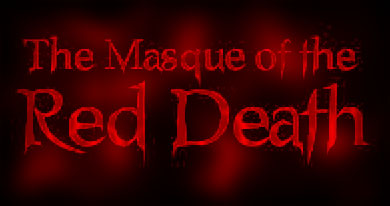 The Masque of the
Red Death